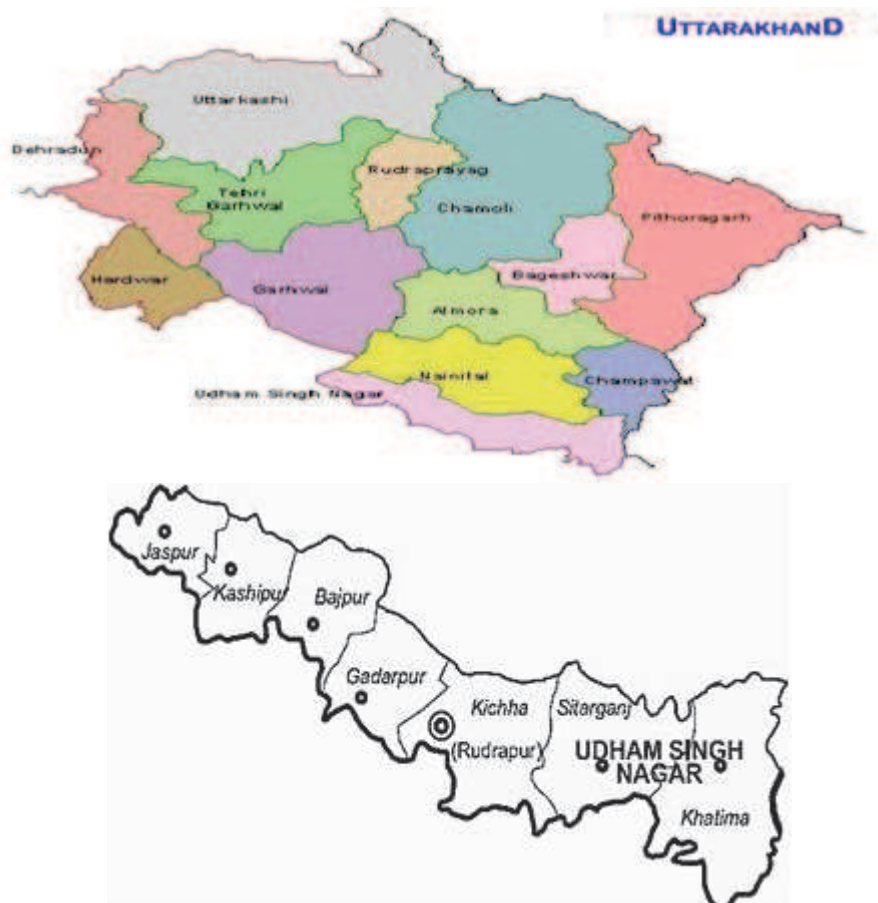 UTTARAKHAND
Uttarkashi
Dehradun
Rudraprayag
Tehri
Garhwal
Chamoli
Pithoragarh
Hardwar
Garhwal
Bageshwar
Almora
Nainital
Champawat
Udham Singh Nagar
Jaspur
Kashipur
Bajpur
Gadarpur
Kichha
(Rudrapur)
Sitarganj
UDHAM SINGH
NAGAR
Khatima